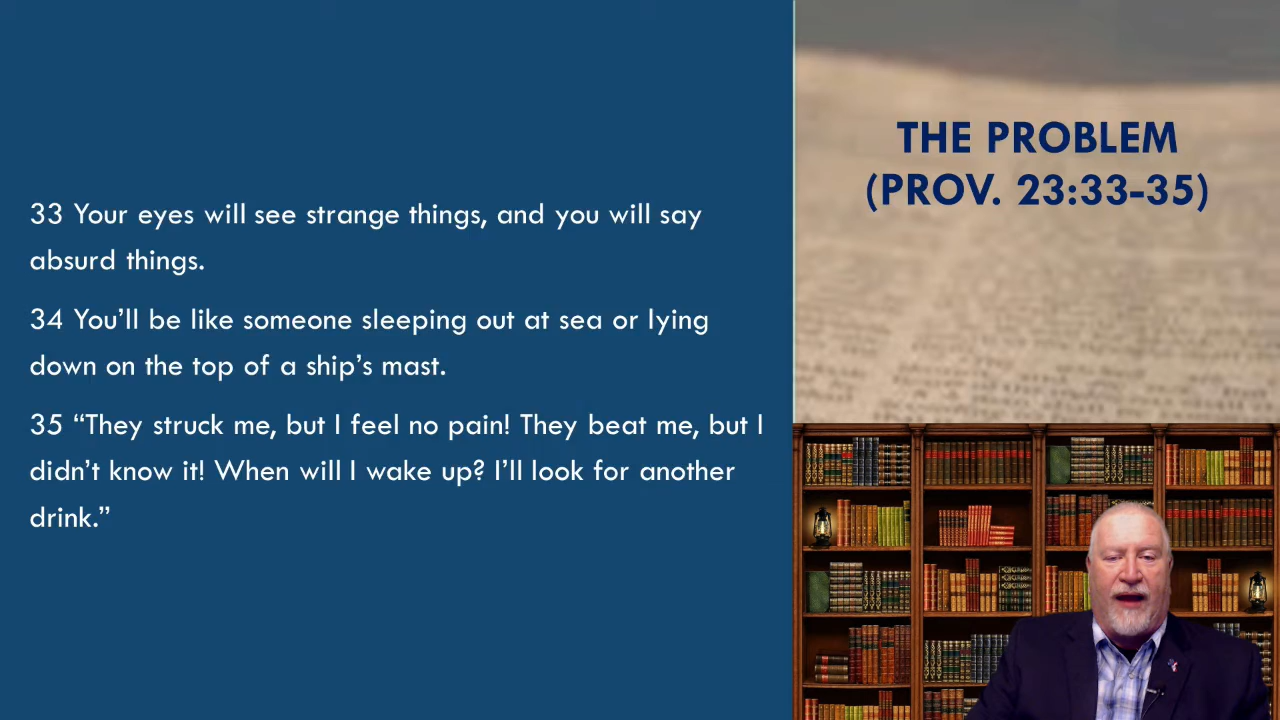 33 Your eyes will see strange things, and you will say
absurd things.
34 You’ll be like someone sleeping out at sea or lying
down on the top of a ship’s mast.
35 “They struck me, but I feel no pain! They beat me, but I
didn’t know it! When will I wake up? I’ll look for another
drink.”
THE PROBLEM
(PROV. 23:33-35)